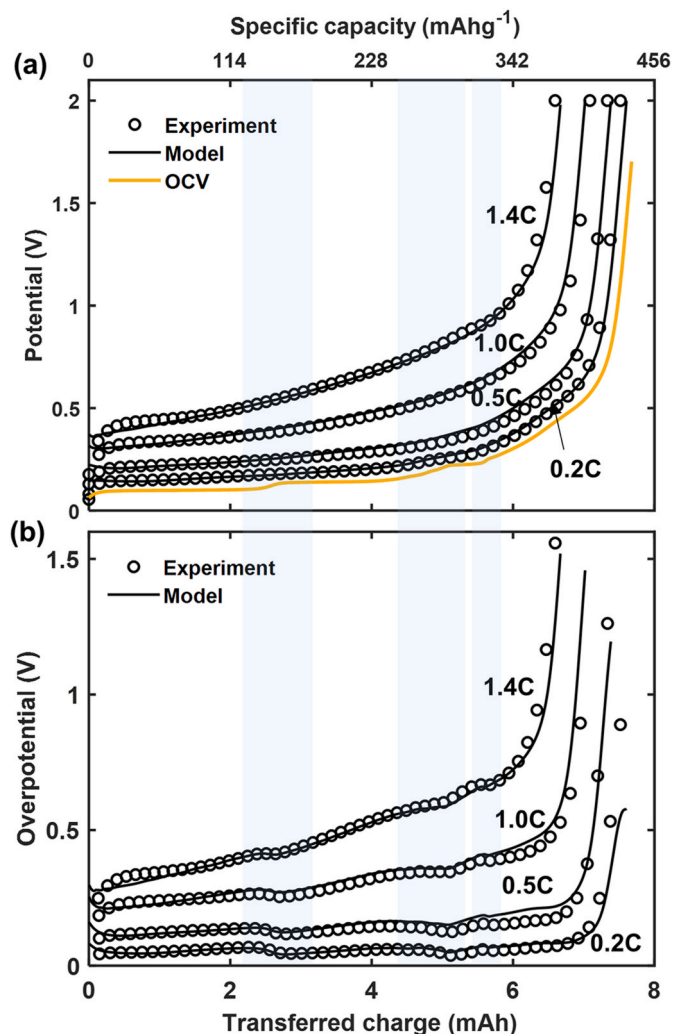 Specific capacity (mAhg-1)
0 114 228 342 456
(a)
2
1.5
1
0.5
0
Potential (V)
Experiment
Model
OCV
1.4C
1.0C
0.5C
0.2C
(b)
1.5
1
0.5
0
Overpotential (V)
Experiment
Model
1.4C
1.0C
0.5C
0.2C
0 2 4 6 8
Transferred charge (mAh)